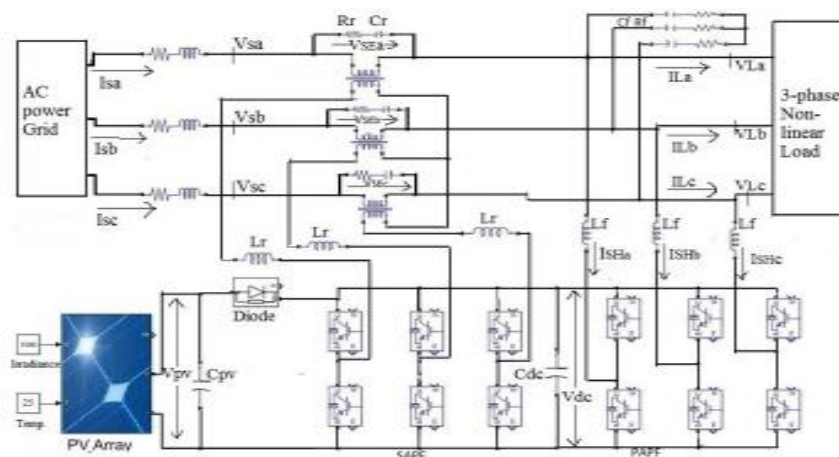 Rr Cr
Vsa
VSEa
Cf Rf
AC
power
Grid
Isa
ILa
VLa
3-phase
Non-
linear
Load
Vsb
Isb
ILb
VLb
ILc
VLc
Vsc
Isc
Lr
Lr
Lr
Lf
Lf
Lf
ISHa
ISHb
ISHc
Diode
Irradiance
25
Temp
Vpv
Cpv
Cdc
Vdc
PV Array
SAPF
PAPF